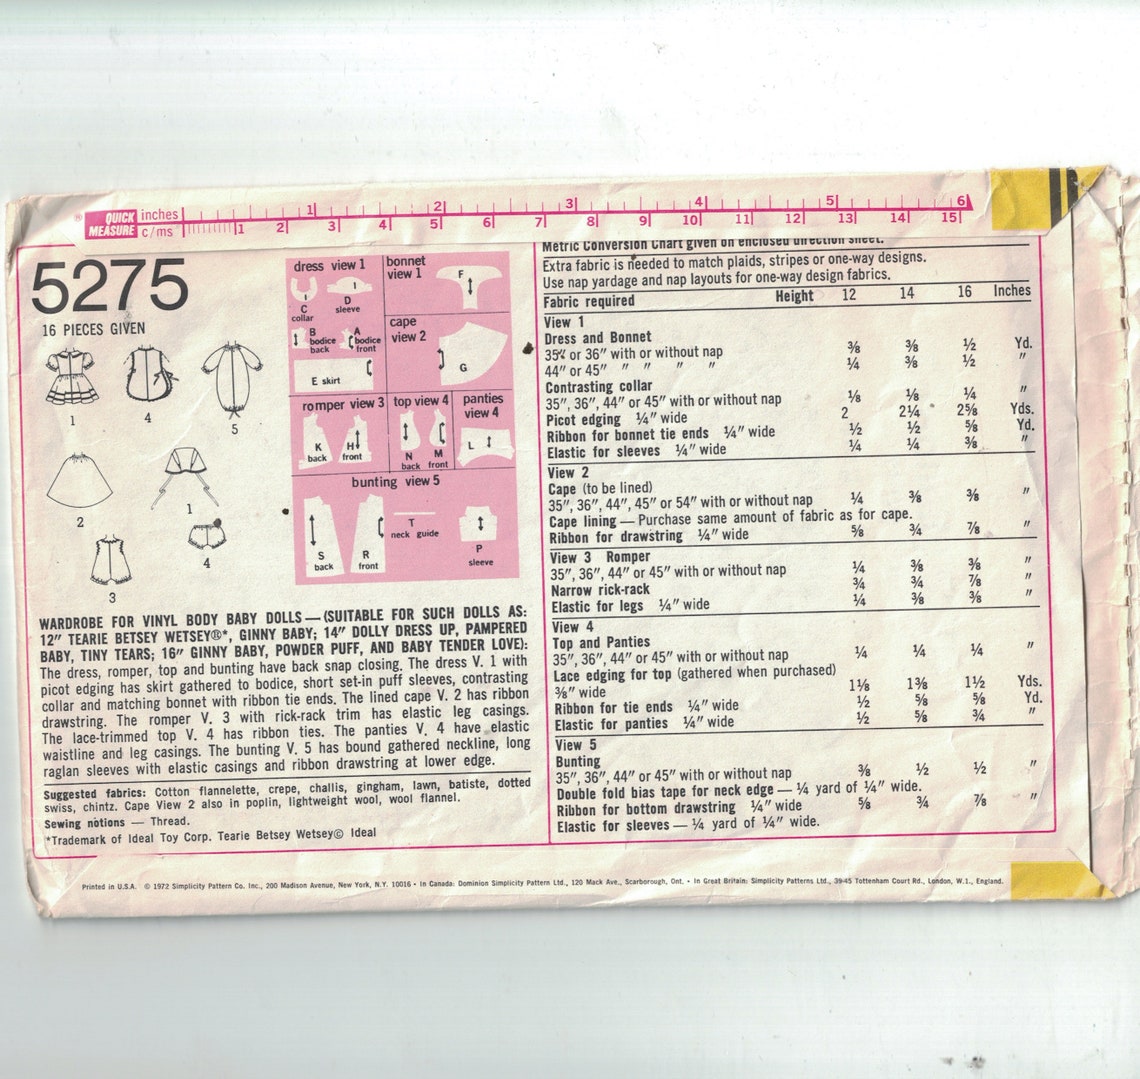 QUICK MEASURE
inches 1 2 3 4 5 6
c/ms 1 2 3 4 5 6 7 8 9 10 11 12 13 14 15
5275
16 PIECES GIVEN
1
4
5
2
1
3
4
dress view 1
C
collar
D
sleeve
B
bodice
back
A
bodice
front
E skirt
bonnet
view 1
F
cape
view 2
G
romper view 3
K
back
H
front
top view 4
N
back
M
front
panties
view 4
L
bunting view 5
S
back
R
front
T
neck guide
P
sleeve
WARDROBE FOR VINYL BODY BABY DOLLS — (SUITABLE FOR SUCH DOLLS AS:
12" TEARIE BETSEY WETSEY®*, GINNY BABY; 14" DOLLY DRESS UP, PAMPERED
BABY, TINY TEARS; 16" GINNY BABY, POWDER PUFF, AND BABY TENDER LOVE):
The dress, romper, top and bunting have back snap closing. The dress V. 1 with
picot edging has skirt gathered to bodice, short set-in puff sleeves, contrasting
collar and matching bonnet with ribbon tie ends. The lined cape V. 2 has ribbon
drawstring. The romper V. 3 with rick-rack trim has elastic leg casings.
The lace-trimmed top V. 4 has ribbon ties. The panties V. 4 have elastic
waistline and leg casings. The bunting V. 5 has bound gathered neckline, long
raglan sleeves with elastic casings and ribbon drawstring at lower edge.
Suggested fabrics: Cotton flannelette, crepe, challis, gingham, lawn, batiste, dotted
swiss, chintz. Cape View 2 also in poplin, lightweight wool, wool flannel.
Sewing notions — Thread.
*Trademark of Ideal Toy Corp. Tearie Betsey Wetsey© Ideal
Metric Conversion Chart given on enclosed direction sheet.
Extra fabric is needed to match plaids, stripes or one-way designs.
Use nap yardage and nap layouts for one-way design fabrics.
Fabric required Height 12 14 16 Inches
View 1
Dress and Bonnet
35" or 36" with or without nap ⅜ ⅜ ½ Yd.
44" or 45" " " " " ¼ ⅜ ½ "
Contrasting collar
35", 36", 44" or 45" with or without nap ⅛ ⅛ ¼ "
Picot edging ¼" wide 2 2¼ 2⅝ Yds.
Ribbon for bonnet tie ends ¼" wide ½ ½ ⅝ Yd.
Elastic for sleeves ¼" wide ¼ ¼ ⅜ "
View 2
Cape (to be lined)
35", 36", 44", 45" or 54" with or without nap ¼ ⅜ ⅜ "
Cape lining — Purchase same amount of fabric as for cape.
Ribbon for drawstring ¼" wide ⅝ ¾ ⅞ "
View 3 Romper
35", 36", 44" or 45" with or without nap ¼ ⅜ ⅜ "
Narrow rick-rack ¾ ¾ ⅞ "
Elastic for legs ¼" wide ¼ ⅜ ⅜ "
View 4
Top and Panties
35", 36", 44" or 45" with or without nap ¼ ¼ ¼ "
Lace edging for top (gathered when purchased)
⅜" wide 1⅛ 1⅜ 1½ Yds.
Ribbon for tie ends ¼" wide ½ ⅝ ⅝ Yd.
Elastic for panties ¼" wide ½ ⅝ ¾ "
View 5
Bunting
35", 36", 44" or 45" with or without nap ⅜ ½ ½ "
Double fold bias tape for neck edge — ¼ yard of ¼" wide.
Ribbon for bottom drawstring ¼" wide ⅝ ¾ ⅞ "
Elastic for sleeves — ¼ yard of ¼" wide.
Printed in U.S.A. © 1972 Simplicity Pattern Co. Inc., 200 Madison Avenue, New York, N.Y. 10016 • In Canada: Dominion Simplicity Pattern Ltd., 120 Mack Ave., Scarborough, Ont. • In Great Britain: Simplicity Patterns Ltd., 39-45 Tottenham Court Rd., London, W.1., England.